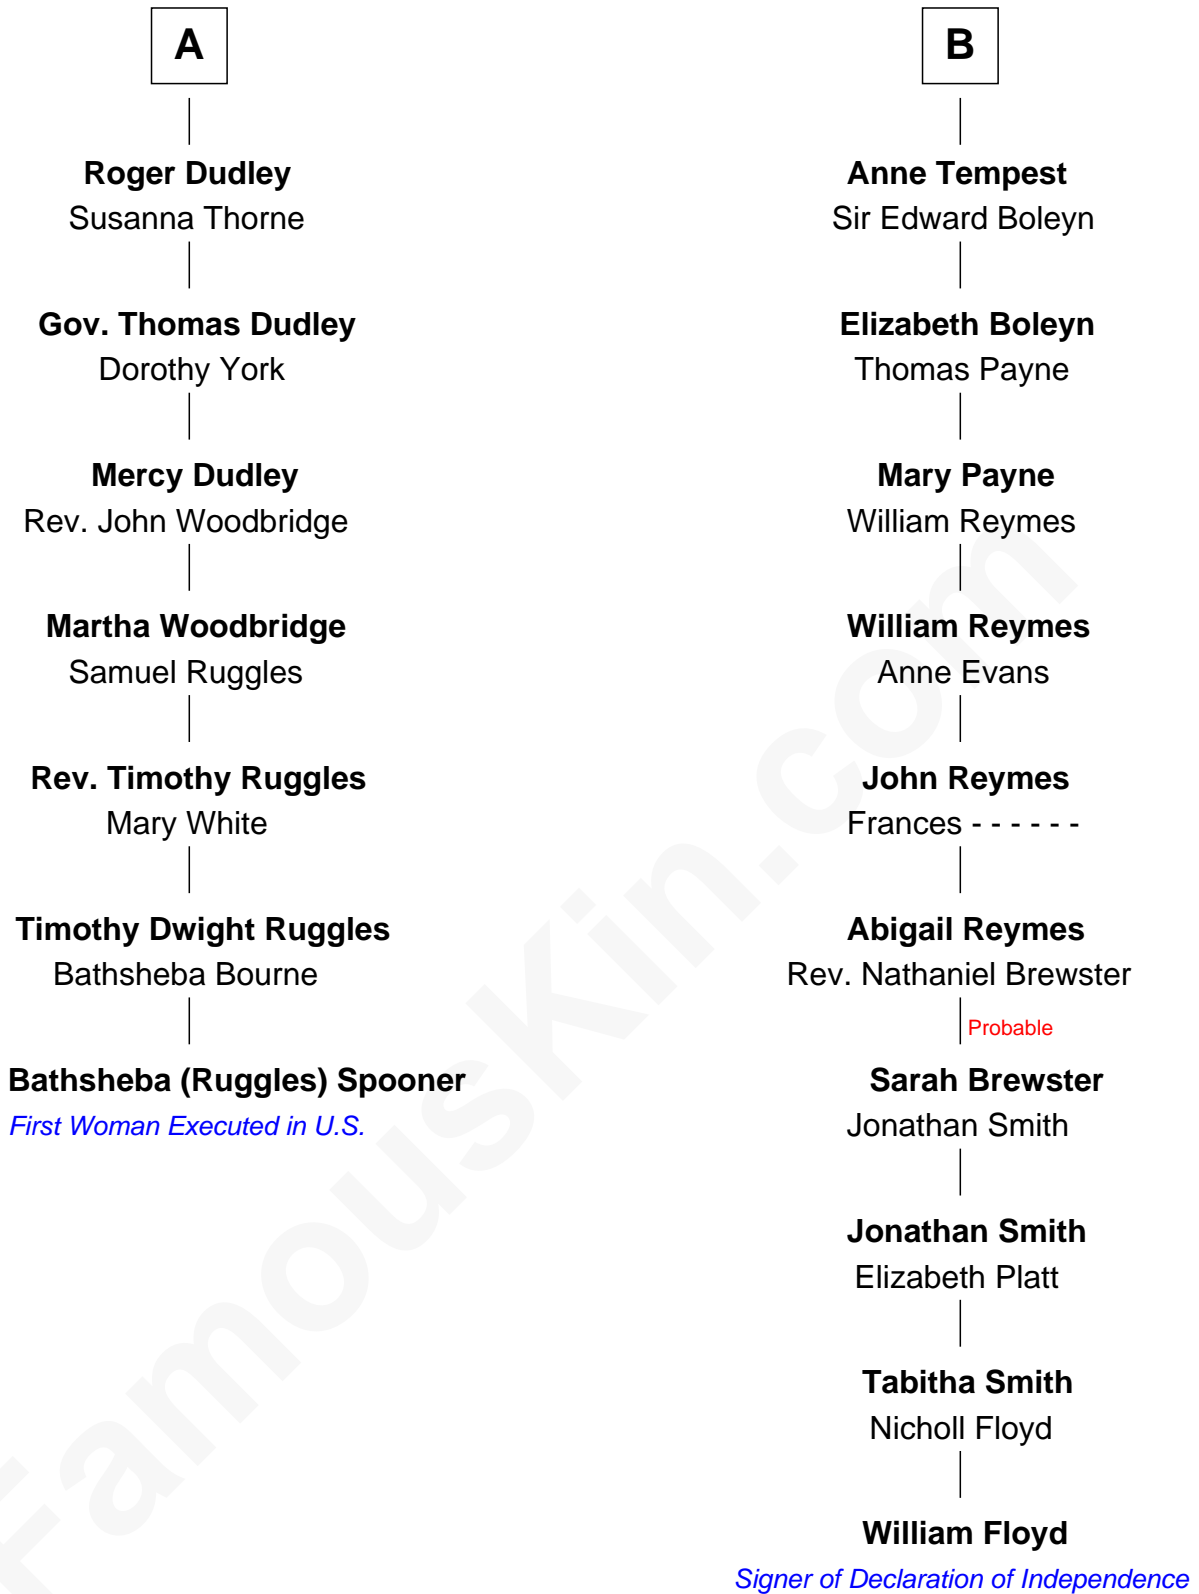 A
Roger Dudley
Susanna Thorne
Gov. Thomas Dudley
Dorothy York
Mercy Dudley
Rev. John Woodbridge
Martha Woodbridge
Samuel Ruggles
Rev. Timothy Ruggles
Mary White
Timothy Dwight Ruggles
Bathsheba Bourne
Bathsheba (Ruggles) Spooner
First Woman Executed in U.S.
B
Anne Tempest
Sir Edward Boleyn
Elizabeth Boleyn
Thomas Payne
Mary Payne
William Reymes
William Reymes
Anne Evans
John Reymes
Frances - - - - - -
Abigail Reymes
Rev. Nathaniel Brewster
Probable
Sarah Brewster
Jonathan Smith
Jonathan Smith
Elizabeth Platt
Tabitha Smith
Nicholl Floyd
William Floyd
Signer of Declaration of Independence
FamousKin.com